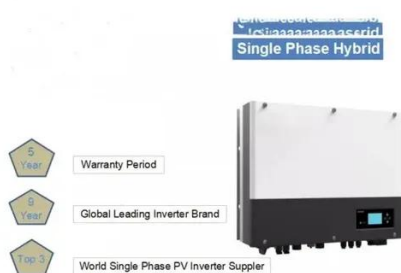 Single Phase Hybrid
5
Year
Warranty Period
9
Year
Global Leading Inverter Brand
Top 3
World Single Phase PV Inverter Suppler